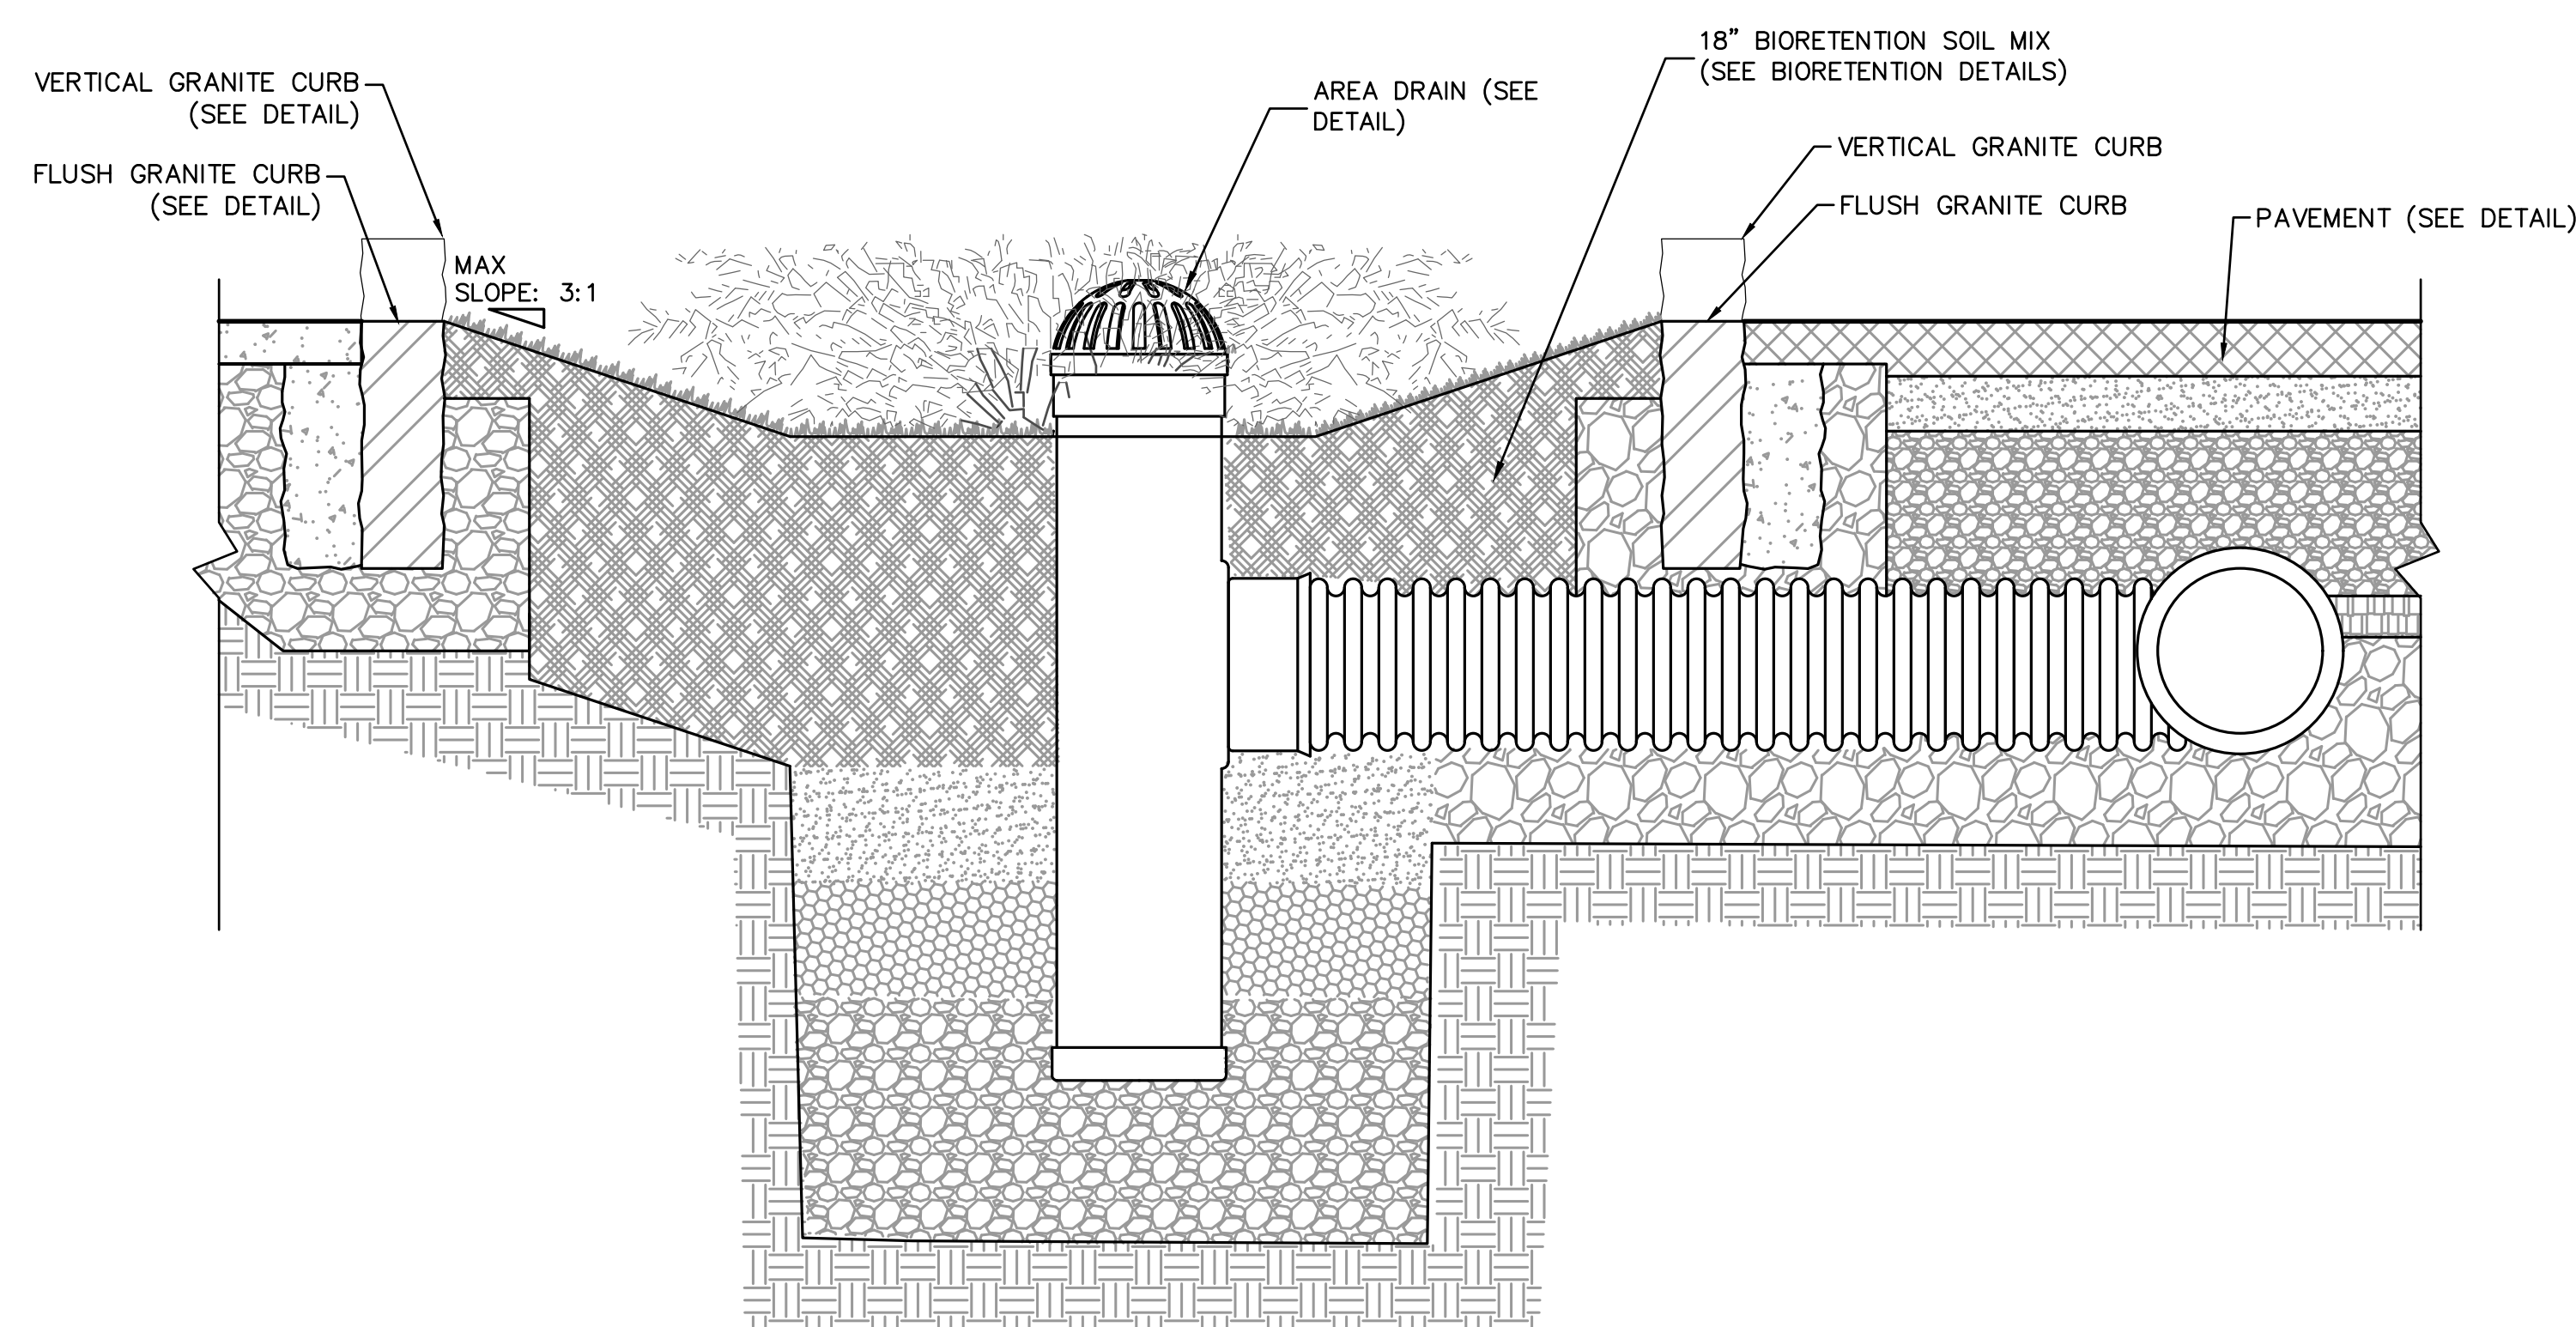 VERTICAL GRANITE CURB
(SEE DETAIL)
FLUSH GRANITE CURB
(SEE DETAIL)
MAX
SLOPE: 3:1
AREA DRAIN (SEE
DETAIL)
18" BIORETENTION SOIL MIX
(SEE BIORETENTION DETAILS)
VERTICAL GRANITE CURB
FLUSH GRANITE CURB
PAVEMENT (SEE DETAIL)